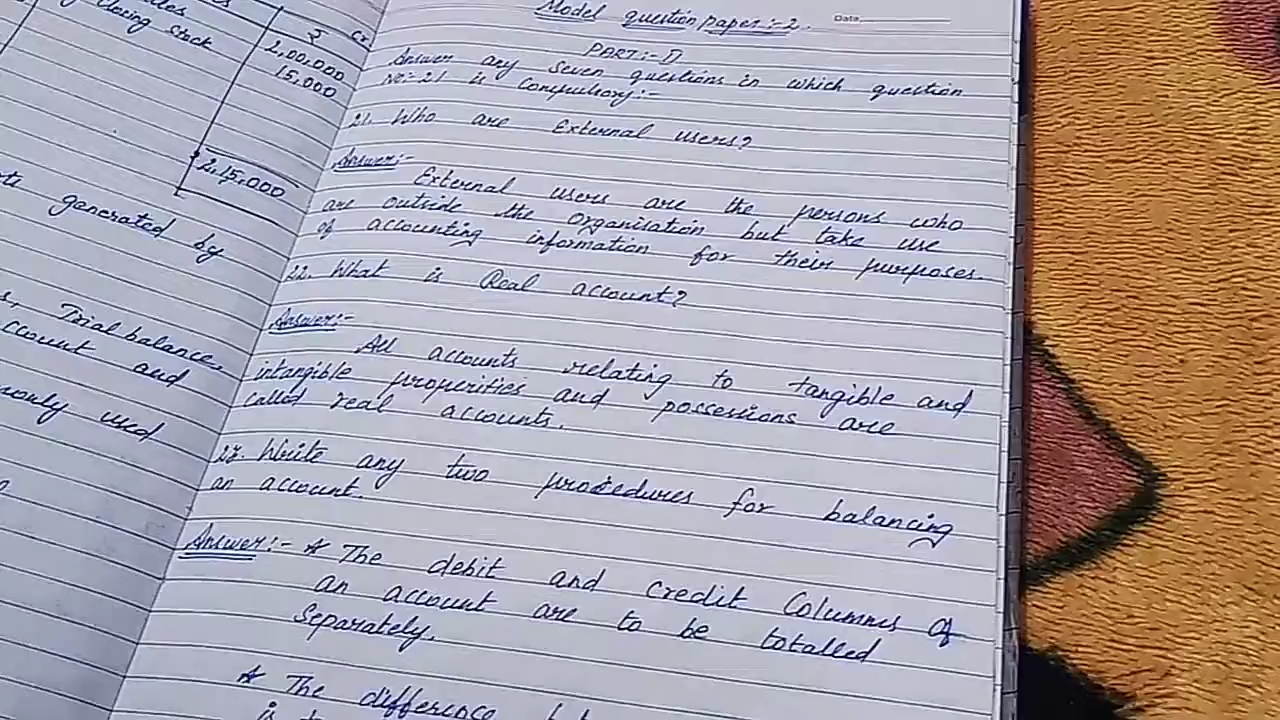 closing stock
₹
2,00,000
15,000
2,15,000
generated by
Trial balance,
account and
used
Model question paper:-2.
Date
PART:- II
Answer any seven questions in which question
no:-21 is Compulsory:-
21. Who are External users?
Answer:-
External users are the persons who
are outside the organisation but take use
of accounting information for their purposes.
22. What is Real account?
Answer:-
All accounts relating to tangible and
intangible properities and possessions are
called real accounts.
Write any two procedures for balancing
an account.
Answer:- * The debit and credit Columns of
an account are to be totalled
Separately.
* The difference
is